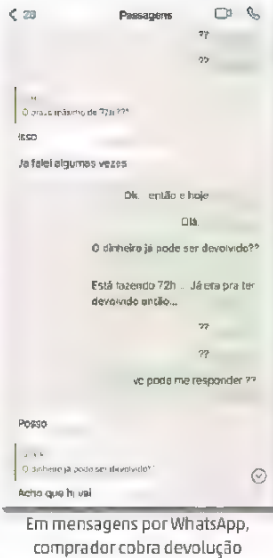 28 Passagens
??
??
O prazo máximo de 72h ???
Isso
Ja falei algumas vezes
Ok... então e hoje
Olá
O dinheiro já pode ser devolvido??
Está fazendo 72h ... Já era pra ter
devolvido então...
??
??
vc pode me responder ??
Posso
O dinheiro já pode ser devolvido??
Acho que hj vai
Em mensagens por WhatsApp,
comprador cobra devolução